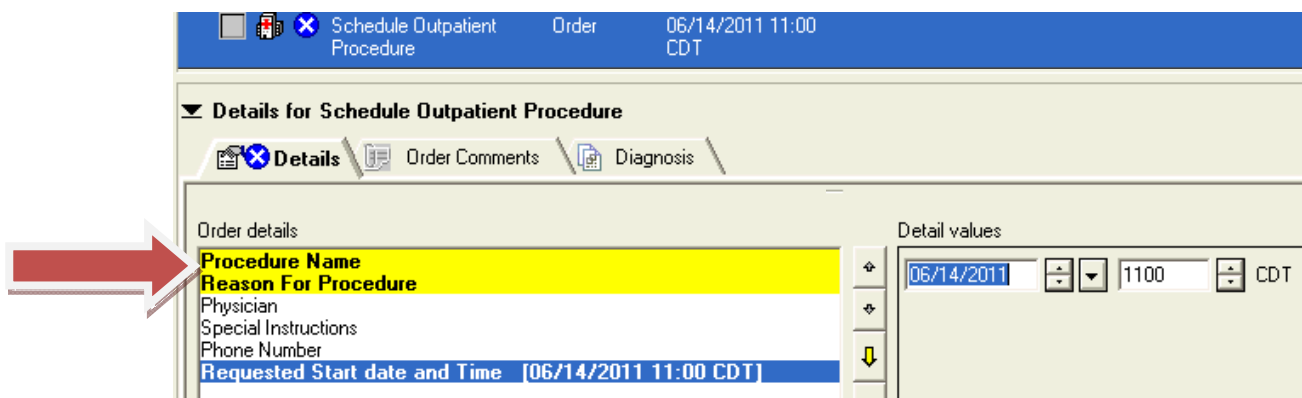 Schedule Outpatient Order 06/14/2011 11:00
Procedure CDT
Details for Schedule Outpatient Procedure
Details Order Comments Diagnosis
Order details Detail values
Procedure Name
Reason For Procedure
06/14/2011 1100 CDT
Physician
Special Instructions
Phone Number
Requested Start date and Time [06/14/2011 11:00 CDT]